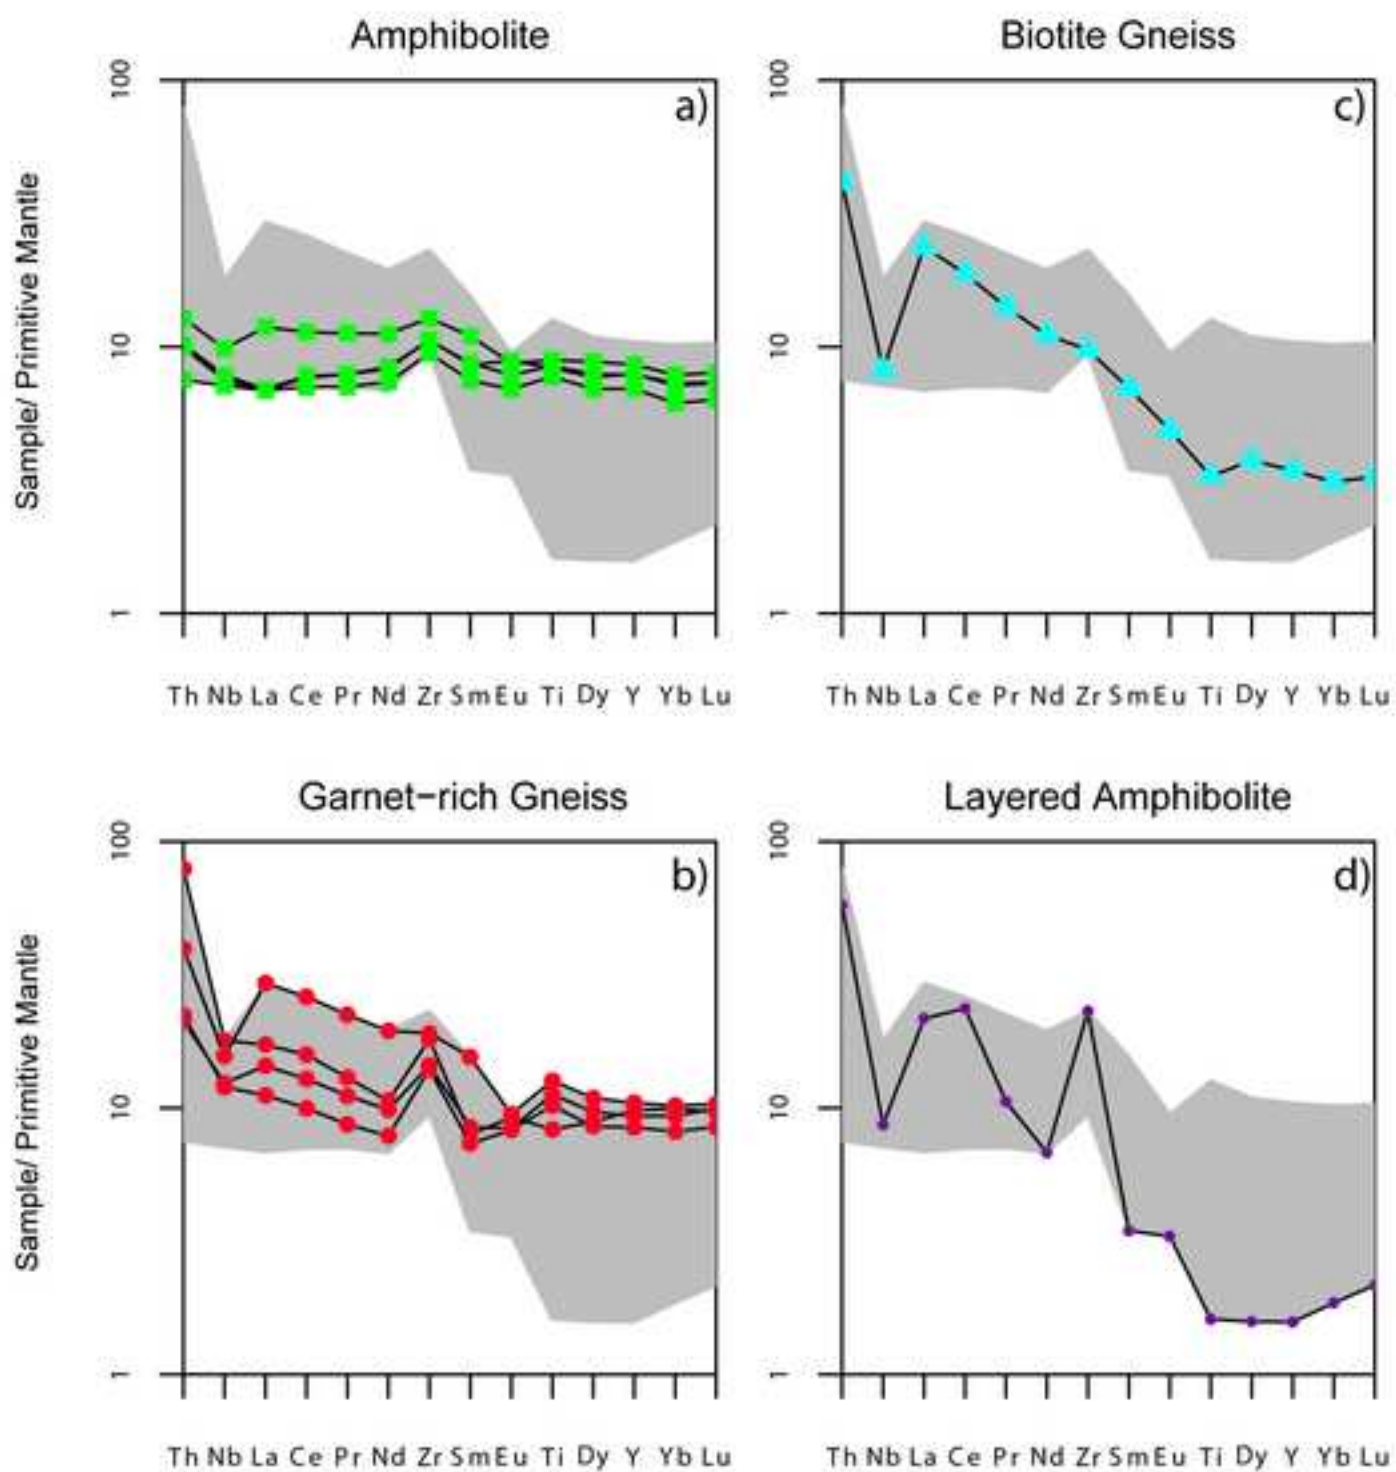 Amphibolite
Biotite Gneiss
100
10
1
Sample/ Primitive Mantle
a)
Th Nb La Ce Pr Nd Zr Sm Eu Ti Dy Y Yb Lu
100
10
1
c)
Th Nb La Ce Pr Nd Zr Sm Eu Ti Dy Y Yb Lu
Garnet−rich Gneiss
Layered Amphibolite
100
10
1
Sample/ Primitive Mantle
b)
Th Nb La Ce Pr Nd Zr Sm Eu Ti Dy Y Yb Lu
100
10
1
d)
Th Nb La Ce Pr Nd Zr Sm Eu Ti Dy Y Yb Lu